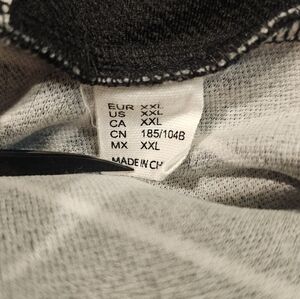 EUR XXL
US XXL
CA XXL
CN 185/104B
MX XXL
MADE IN CH